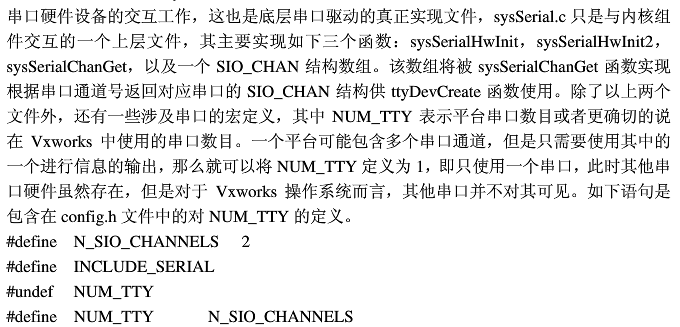 串口硬件设备的交互工作，这也是底层串口驱动的真正实现文件，sysSerial.c 只是与内核组
件交互的一个上层文件，其主要实现如下三个函数：sysSerialHwInit，sysSerialHwInit2，
sysSerialChanGet，以及一个 SIO_CHAN 结构数组。该数组将被 sysSerialChanGet 函数实现
根据串口通道号返回对应串口的 SIO_CHAN 结构供 ttyDevCreate 函数使用。除了以上两个
文件外，还有一些涉及串口的宏定义，其中 NUM_TTY 表示平台串口数目或者更确切的说
在 Vxworks 中使用的串口数目。一个平台可能包含多个串口通道，但是只需要使用其中的
一个进行信息的输出，那么就可以将 NUM_TTY 定义为 1，即只使用一个串口，此时其他串
口硬件虽然存在，但是对于 Vxworks 操作系统而言，其他串口并不对其可见。如下语句是
包含在 config.h 文件中的对 NUM_TTY 的定义。
#define N_SIO_CHANNELS 2
#define INCLUDE_SERIAL
#undef NUM_TTY
#define NUM_TTY N_SIO_CHANNELS